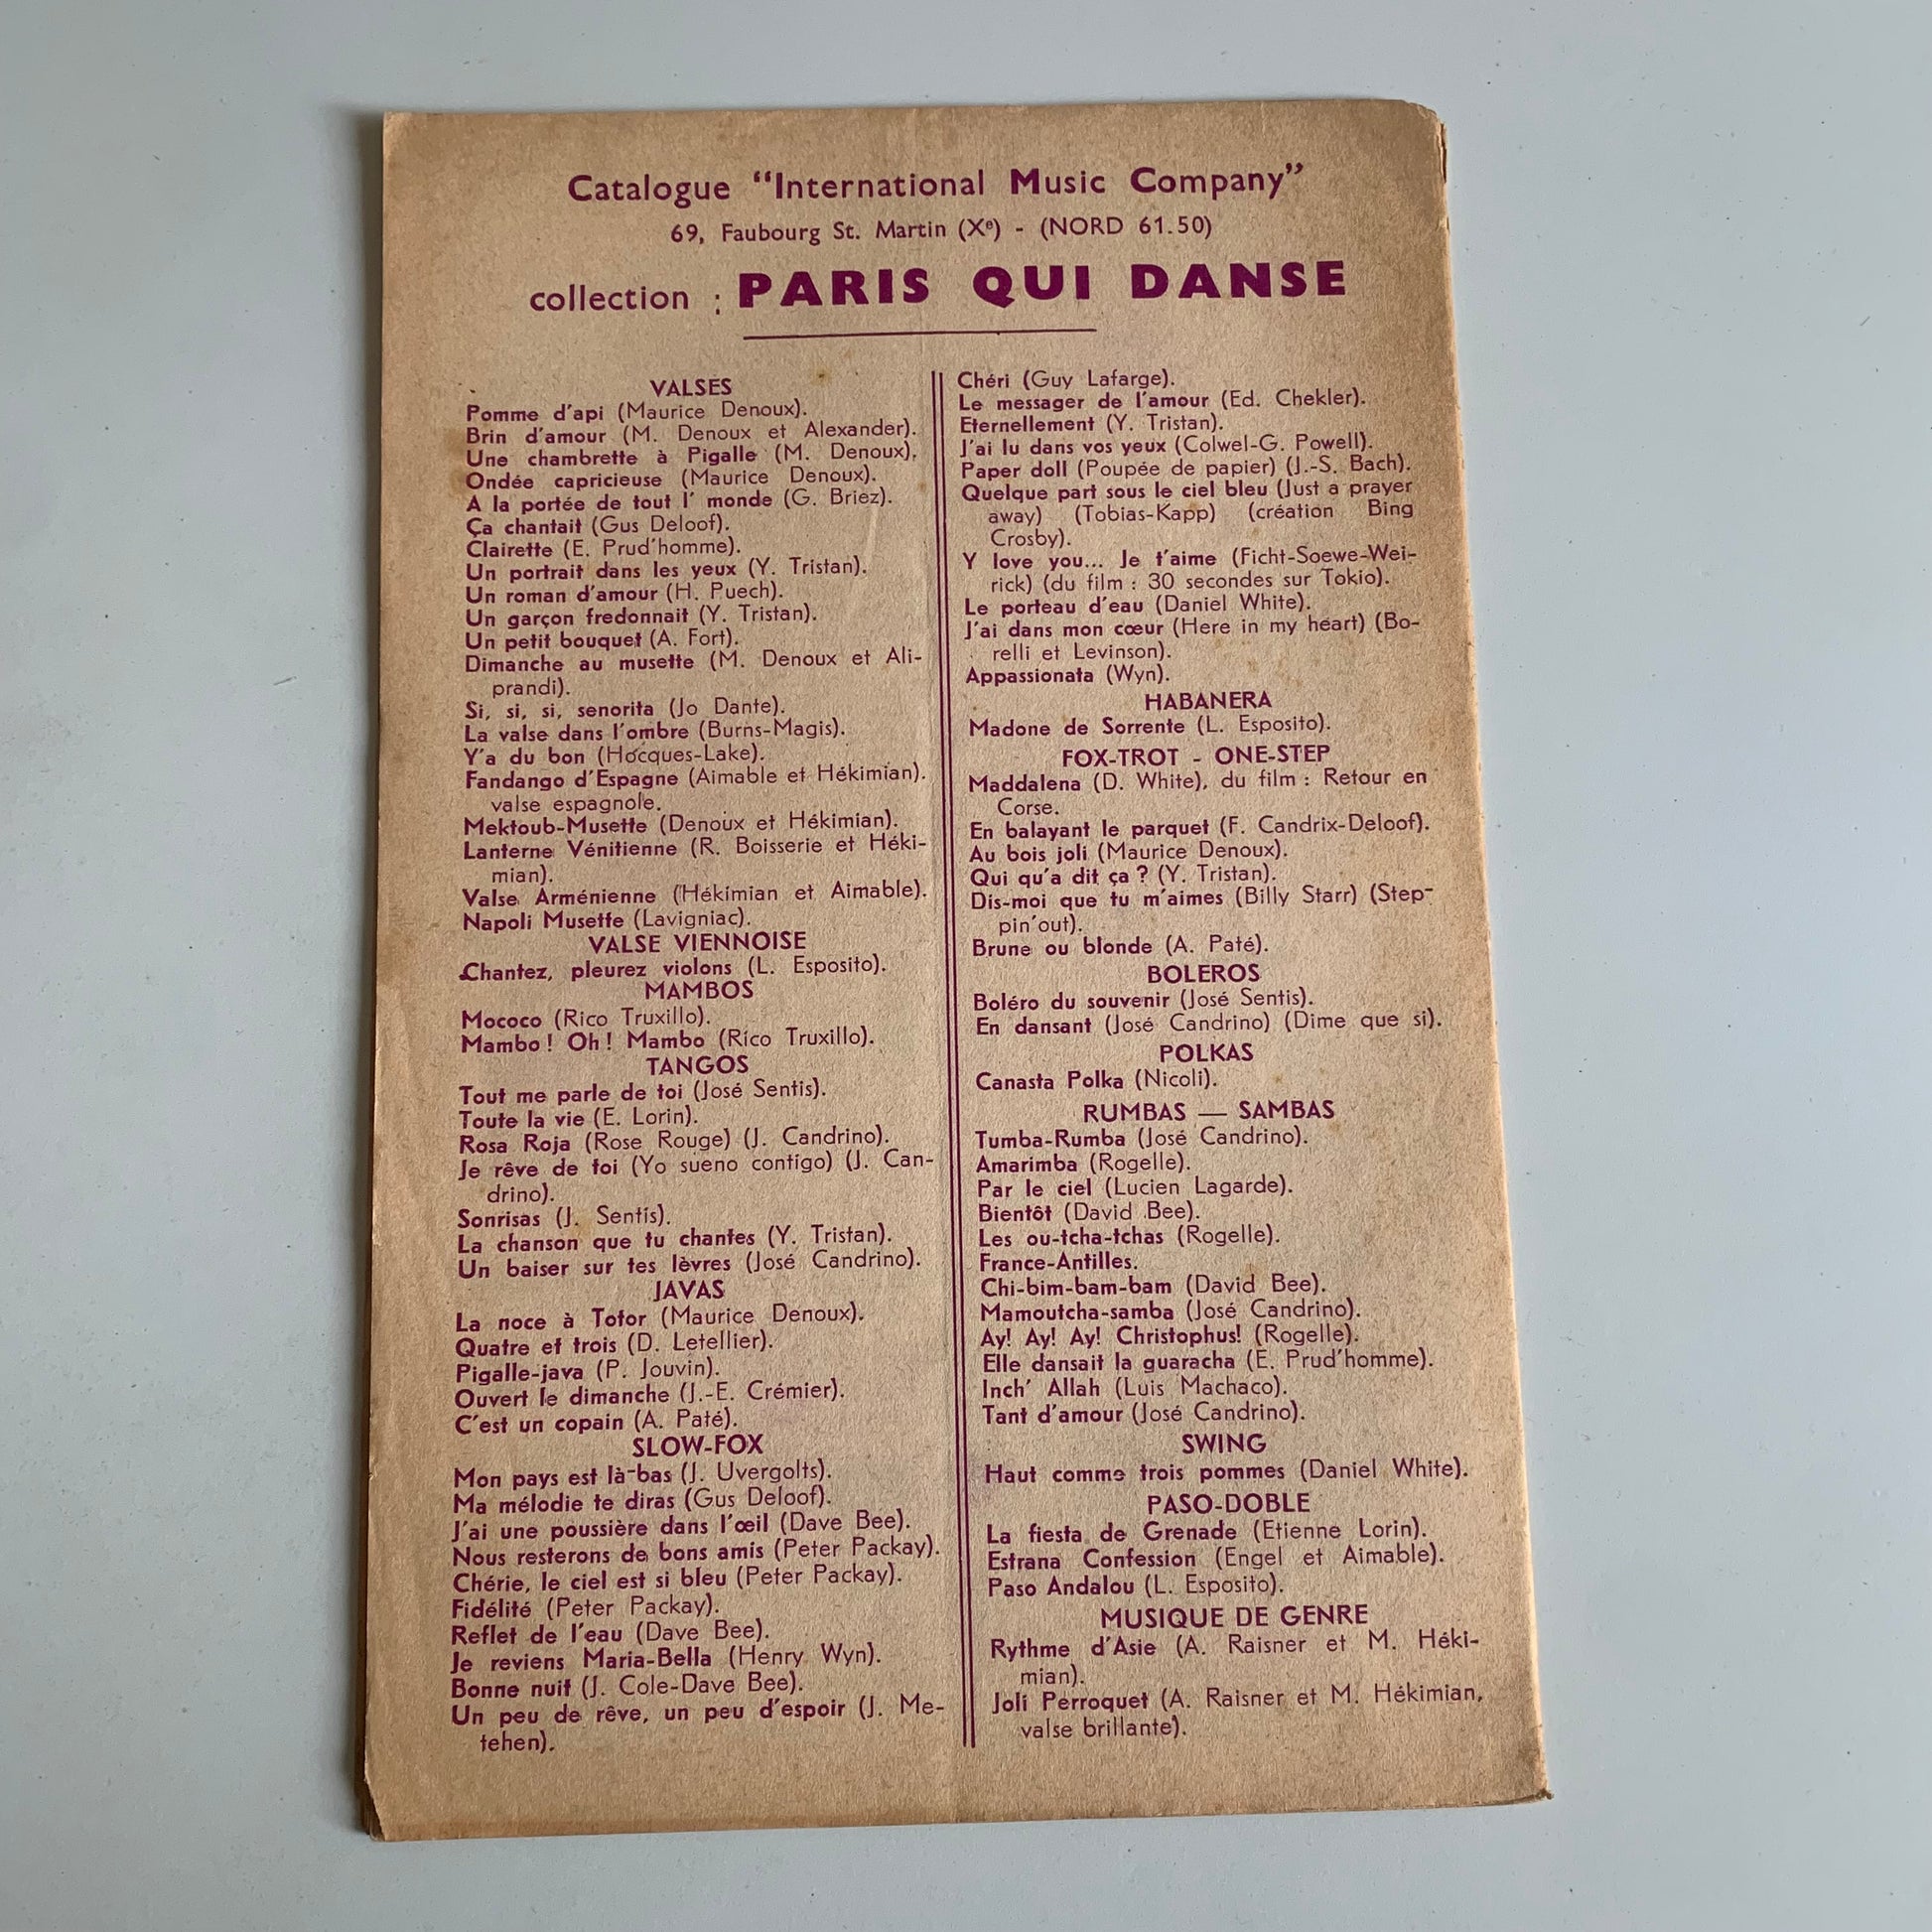 Catalogue “International Music Company”
69, Faubourg St. Martin (Xe) - (NORD 61.50)
collection : PARIS QUI DANSE
VALSES
Pomme d'api (Maurice Denoux).
Brin d'amour (M. Denoux et Alexander).
Une chambrette à Pigalle (M. Denoux).
Ondée capricieuse (Maurice Denoux).
A la portée de tout l' monde (G. Briez).
Ça chantait (Gus Deloof).
Clairette (E. Prud'homme).
Un portrait dans les yeux (Y. Tristan).
Un roman d'amour (H. Puech).
Un garçon fredonnait (Y. Tristan).
Un petit bouquet (A. Fort).
Dimanche au musette (M. Denoux et Ali-
prandi).
Si, si, si, senorita (Jo Dante).
La valse dans l'ombre (Burns-Magis).
Y'a du bon (Hocques-Lake).
Fandango d'Espagne (Aimable et Hékimian).
valse espagnole.
Mektoub-Musette (Denoux et Hékimian).
Lanterne Vénitienne (R. Boisserie et Héki-
mian).
Valse Arménienne (Hékimian et Aimable).
Napoli Musette (Lavigniac).
VALSE VIENNOISE
Chantez, pleurez violons (L. Esposito).
MAMBOS
Mococo (Rico Truxillo).
Mambo ! Oh ! Mambo (Rico Truxillo).
TANGOS
Tout me parle de toi (José Sentis).
Toute la vie (E. Lorin).
Rosa Roja (Rose Rouge) (J. Candrino).
Je rêve de toi (Yo sueno contigo) (J. Can-
drino).
Sonrisas (J. Sentis).
La chanson que tu chantes (Y. Tristan).
Un baiser sur tes lèvres (José Candrino).
JAVAS
La noce à Totor (Maurice Denoux).
Quatre et trois (D. Letellier).
Pigalle-java (P. Jouvin).
Ouvert le dimanche (J.-E. Crémier).
C'est un copain (A. Paté).
SLOW-FOX
Mon pays est là-bas (J. Uvergolts).
Ma mélodie te diras (Gus Deloof).
J'ai une poussière dans l'œil (Dave Bee).
Nous resterons de bons amis (Peter Packay).
Chérie, le ciel est si bleu (Peter Packay).
Fidélité (Peter Packay).
Reflet de l'eau (Dave Bee).
Je reviens Maria-Bella (Henry Wyn).
Bonne nuit (J. Cole-Dave Bee).
Un peu de rêve, un peu d'espoir (J. Me-
tehen).
Chéri (Guy Lafarge).
Le messager de l'amour (Ed. Chekler).
Eternellement (Y. Tristan).
J'ai lu dans vos yeux (Colwel-G. Powell).
Paper doll (Poupée de papier) (J.-S. Bach).
Quelque part sous le ciel bleu (Just a prayer
away) (Tobias-Kapp) (création Bing
Crosby).
Y love you... Je t'aime (Ficht-Soewe-Wei-
rick) (du film : 30 secondes sur Tokio).
Le porteau d'eau (Daniel White).
J'ai dans mon cœur (Here in my heart) (Bo-
relli et Levinson).
Appassionata (Wyn).
HABANERA
Madone de Sorrente (L. Esposito).
FOX-TROT - ONE-STEP
Maddalena (D. White), du film : Retour en
Corse.
En balayant le parquet (F. Candrix-Deloof).
Au bois joli (Maurice Denoux).
Qui qu'a dit ça ? (Y. Tristan).
Dis-moi que tu m'aimes (Billy Starr) (Step-
pin'out).
Brune ou blonde (A. Paté).
BOLEROS
Boléro du souvenir (José Sentis).
En dansant (José Candrino) (Dime que si).
POLKAS
Canasta Polka (Nicoli).
RUMBAS — SAMBAS
Tumba-Rumba (José Candrino).
Amarimba (Rogelle).
Par le ciel (Lucien Lagarde).
Bientôt (David Bee).
Les ou-tcha-tchas (Rogelle).
France-Antilles.
Chi-bim-bam-bam (David Bee).
Mamoutcha-samba (José Candrino).
Ay! Ay! Ay! Christophus! (Rogelle).
Elle dansait la guaracha (E. Prud'homme).
Inch' Allah (Luis Machaco).
Tant d'amour (José Candrino).
SWING
Haut comme trois pommes (Daniel White).
PASO-DOBLE
La fiesta de Grenade (Etienne Lorin).
Estrana Confession (Engel et Aimable).
Paso Andalou (L. Esposito).
MUSIQUE DE GENRE
Rythme d'Asie (A. Raisner et M. Héki-
mian).
Joli Perroquet (A. Raisner et M. Hékimian,
valse brillante).